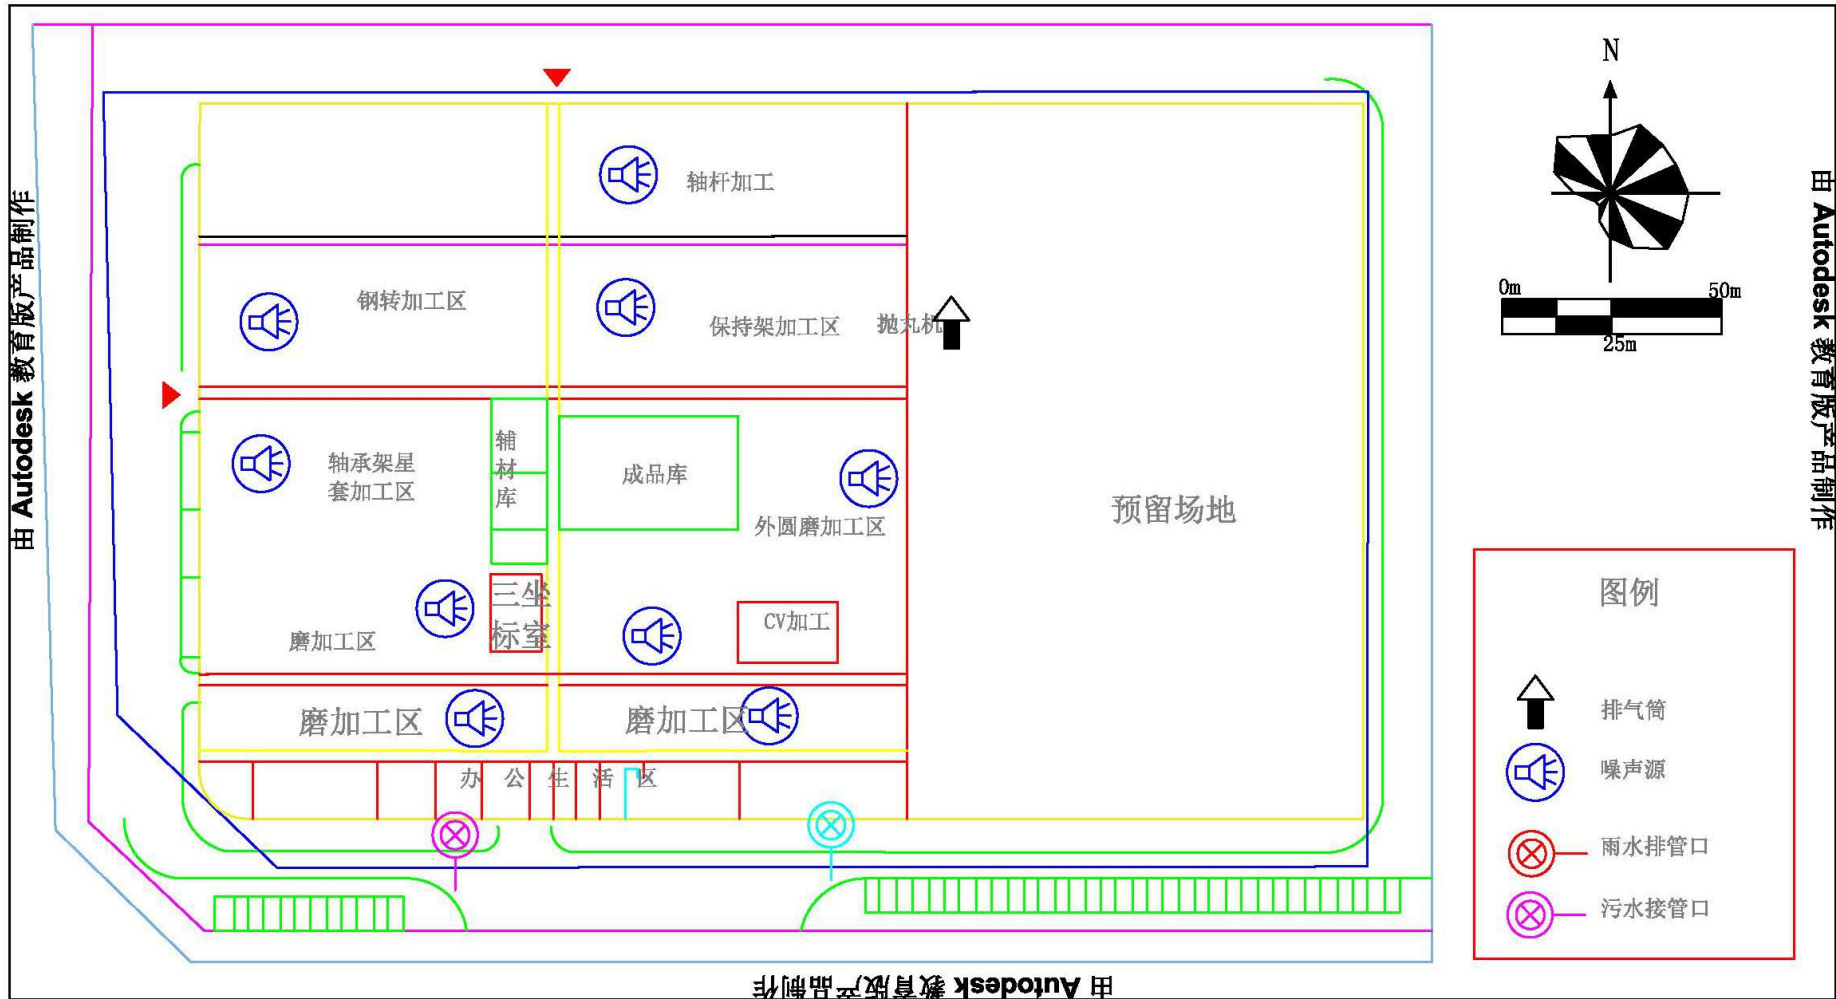 N
轴杆加工
0m
50m
25m
钢转加工区
保持架加工区
抛丸机
轴承架星
套加工区
辅
材
库
成品库
外圆磨加工区
预留场地
三坐
标室
CV加工
磨加工区
磨加工区
磨加工区
办公生活区
图例
排气筒
噪声源
雨水排管口
污水接管口
由 Autodesk 教育版产品制作
由 Autodesk 教育版产品制作
由 Autodesk 教育版产品制作